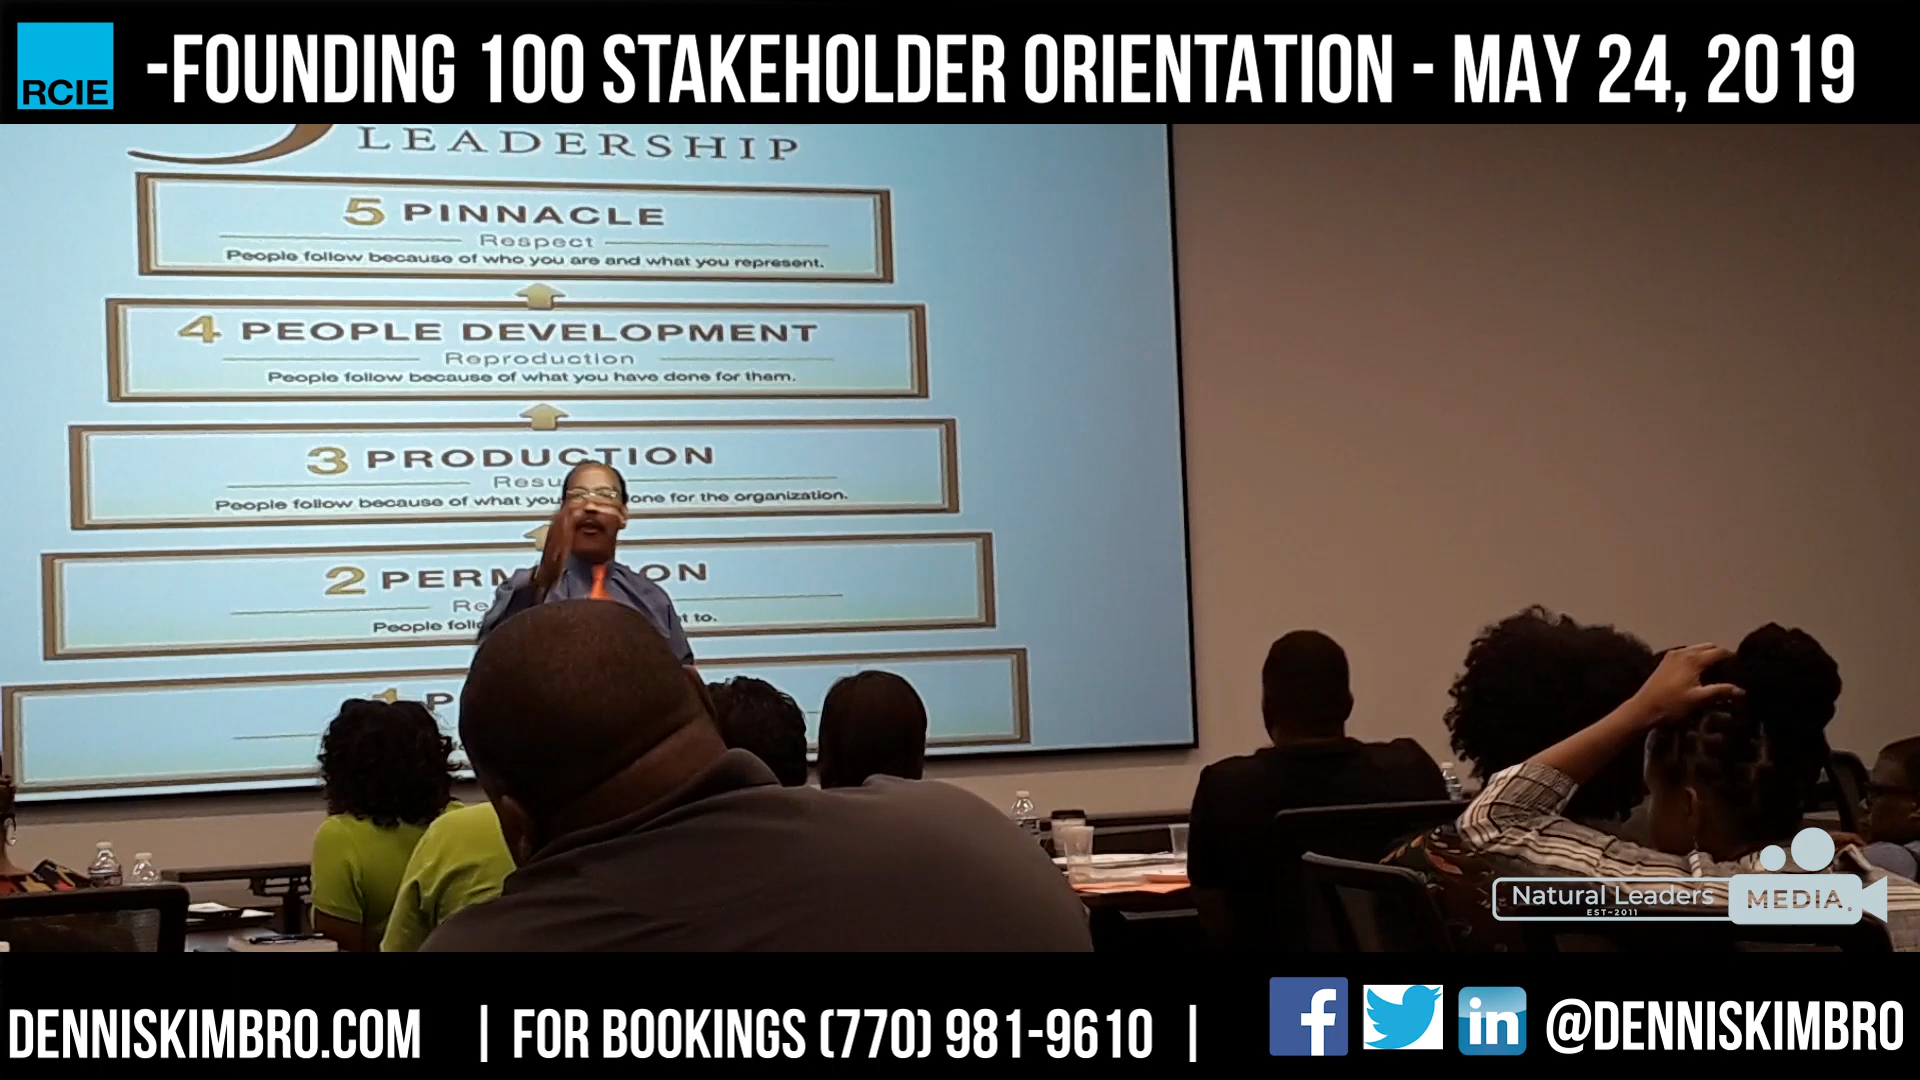 RCIE
-FOUNDING 100 STAKEHOLDER ORIENTATION - MAY 24, 2019
LEADERSHIP
5 PINNACLE
Respect
People follow because of who you are and what you represent.
4 PEOPLE DEVELOPMENT
Reproduction
People follow because of what you have done for them.
3 PRODUCTION
Resu
People follow because of what you one for the organization.
2 PERM ON
Re
People foll t to.
1 P
Natural Leaders
EST~2011
MEDIA.
DENNISKIMBRO.COM | FOR BOOKINGS (770) 981-9610 | @DENNISKIMBRO